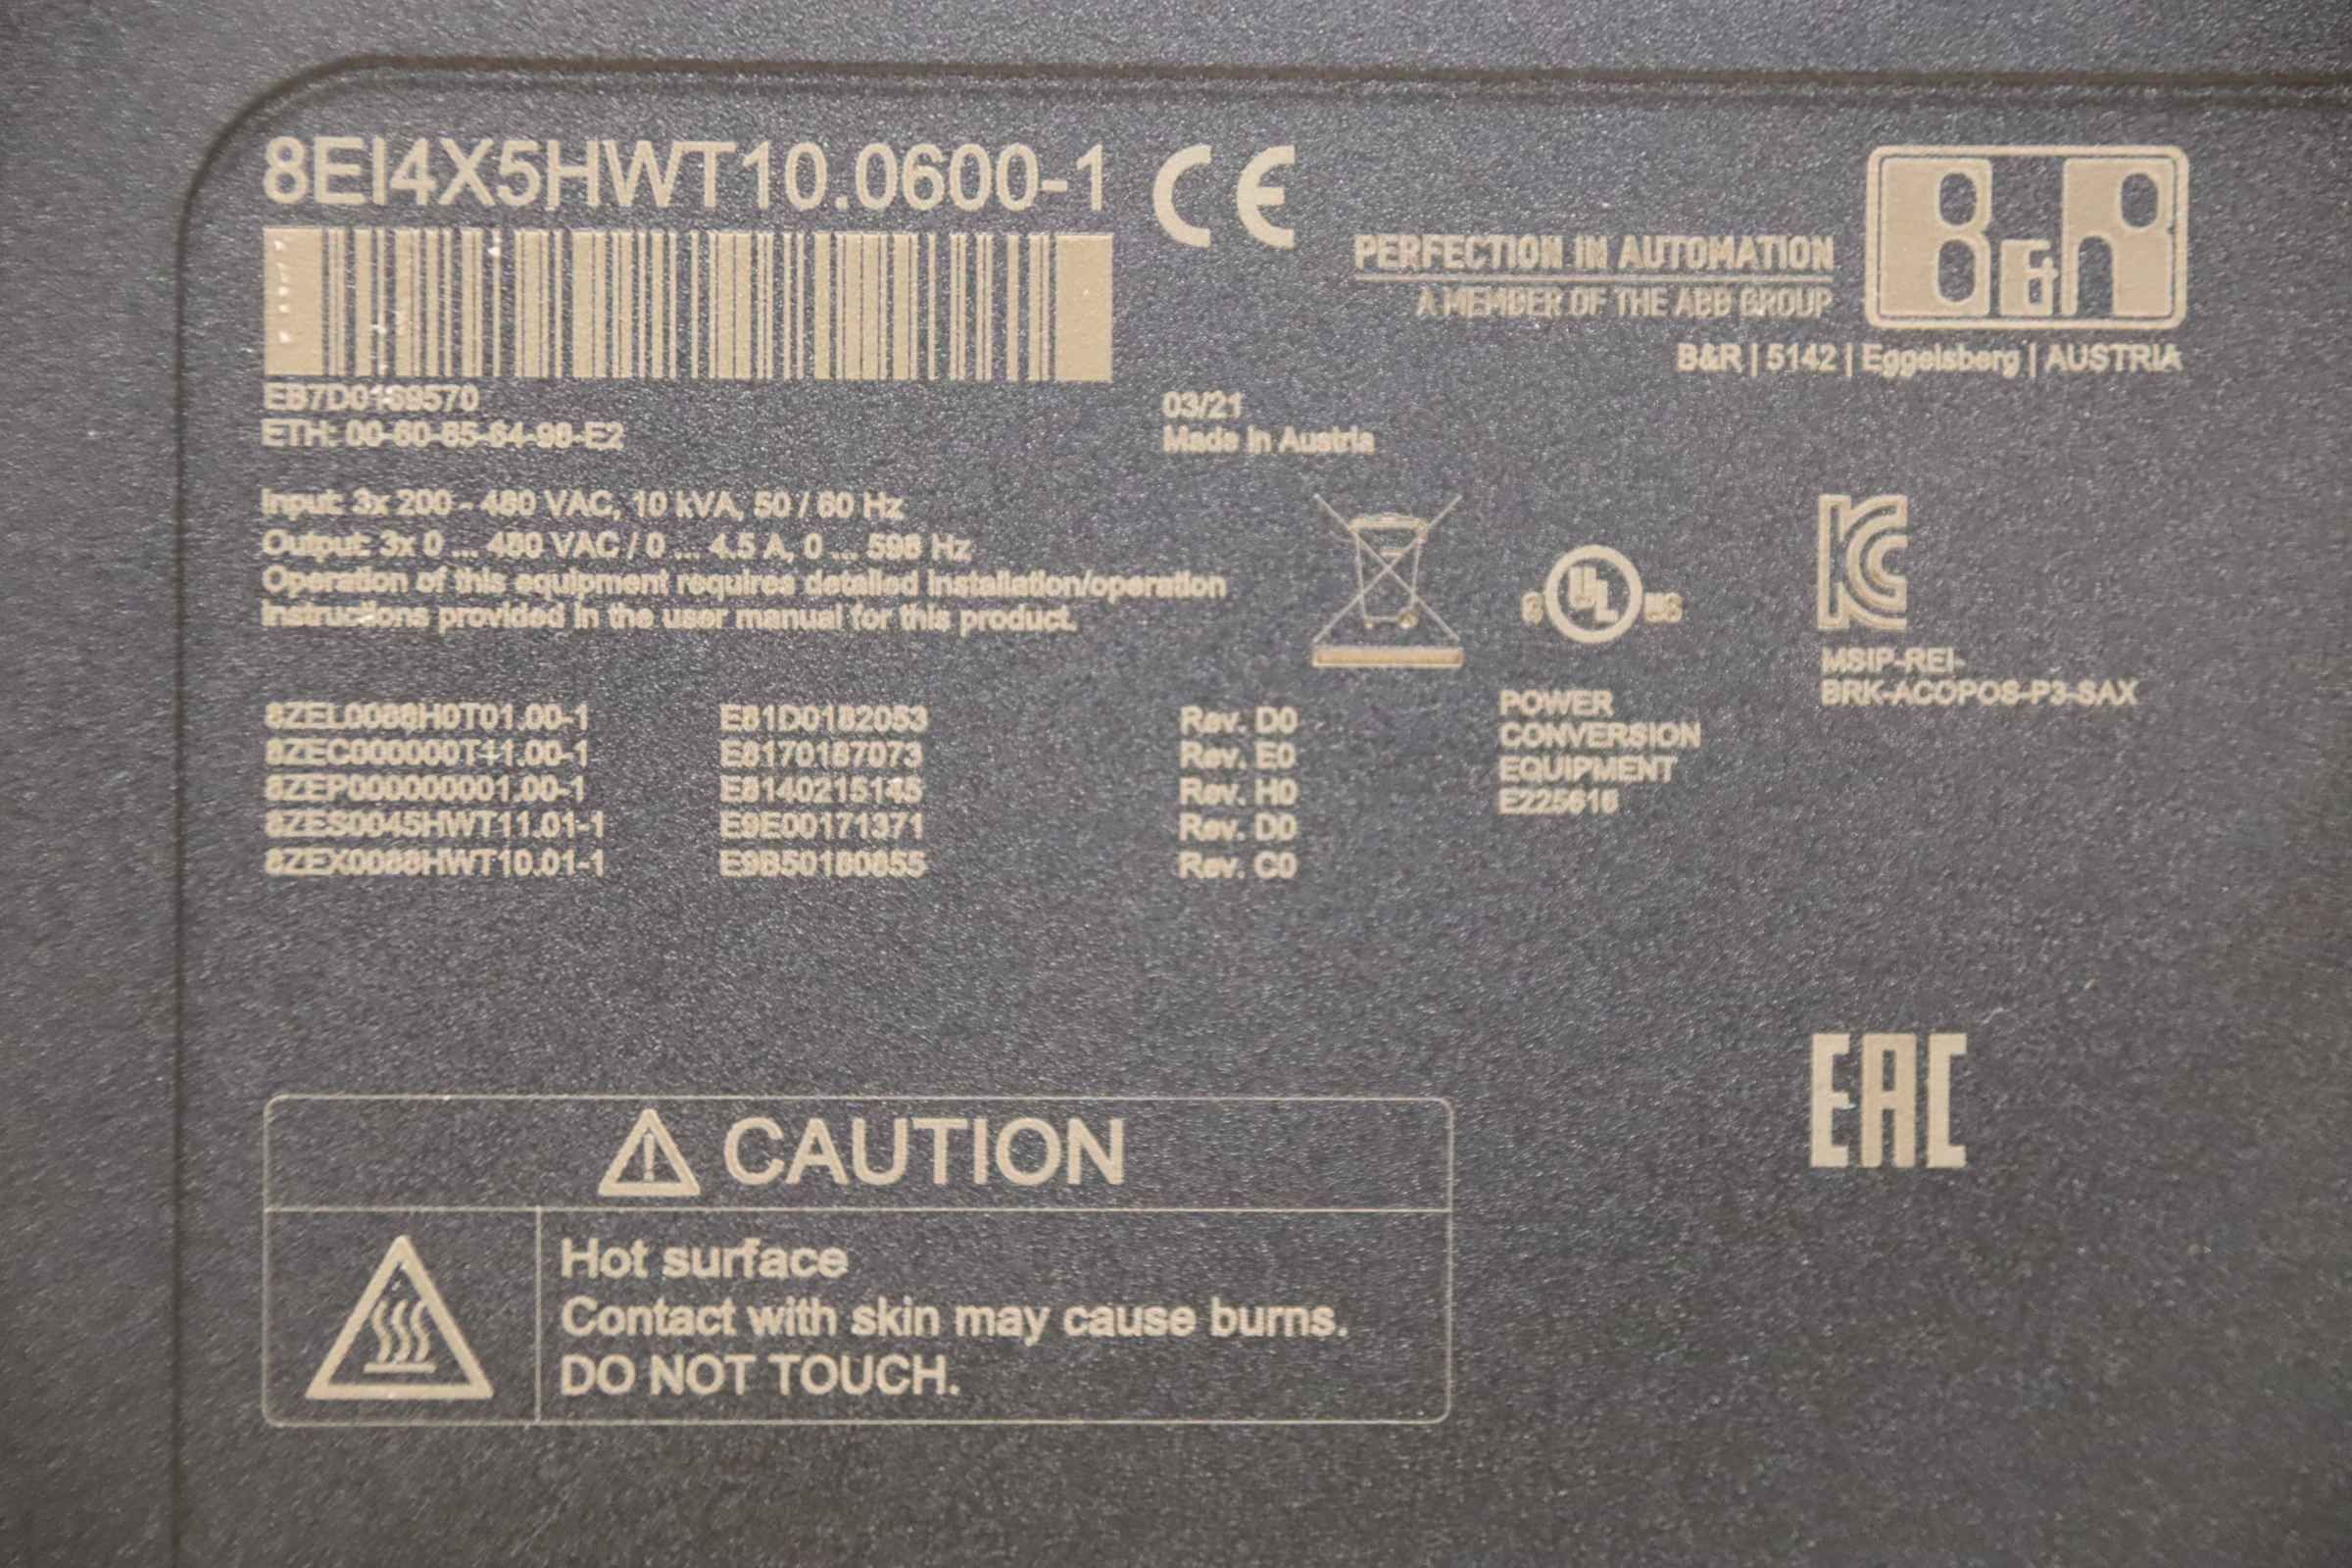 8EI4X5HWT10.0600-1
CE
PERFECTION IN AUTOMATION
A MEMBER OF THE ABB GROUP
B&R
B&R | 5142 | Eggelsberg | AUSTRIA
EB7D0189570
03/21
ETH: 00-60-65-64-98-E2
Made in Austria
Input: 3x 200 - 480 VAC, 10 kVA, 50 / 60 Hz
Output: 3x 0 ... 480 VAC / 0 ... 4.5 A, 0 ... 598 Hz
Operation of this equipment requires detailed installation/operation
instructions provided in the user manual for this product.
c UL us
KC
MSIP-REI-
BRK-ACOPOS-P3-SAX
8ZEL0088H0T01.00-1 E81D0182053 Rev. D0
8ZEC000000T11.00-1 E8170187073 Rev. E0
8ZEP000000001.00-1 E8140215145 Rev. H0
8ZES0045HWT11.01-1 E9E00171371 Rev. D0
8ZEX0088HWT10.01-1 E9B50180855 Rev. C0
POWER
CONVERSION
EQUIPMENT
E225616
EAC
CAUTION
Hot surface
Contact with skin may cause burns.
DO NOT TOUCH.